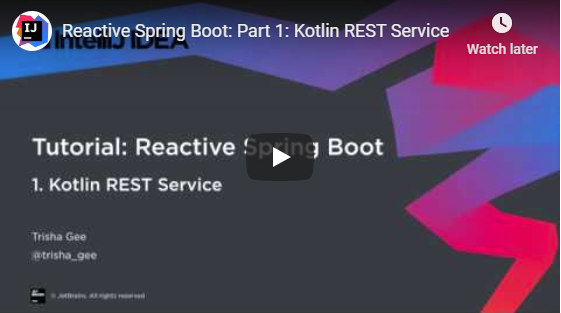 IJ
Reactive Spring Boot: Part 1: Kotlin REST Service
IntelliJ IDEA
Watch later
Tutorial: Reactive Spring Boot
1. Kotlin REST Service
Trisha Gee
@trisha_gee
© JetBrains. All rights reserved